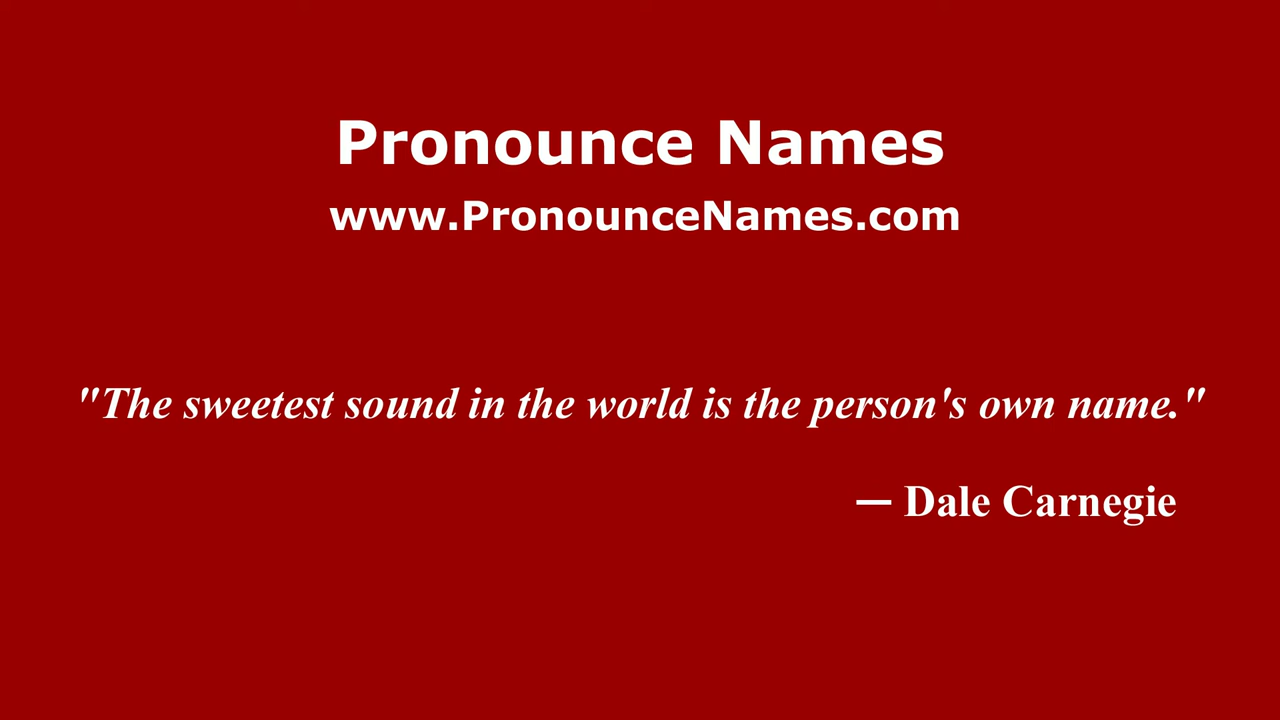 Pronounce Names
www.PronounceNames.com
"The sweetest sound in the world is the person's own name."
— Dale Carnegie